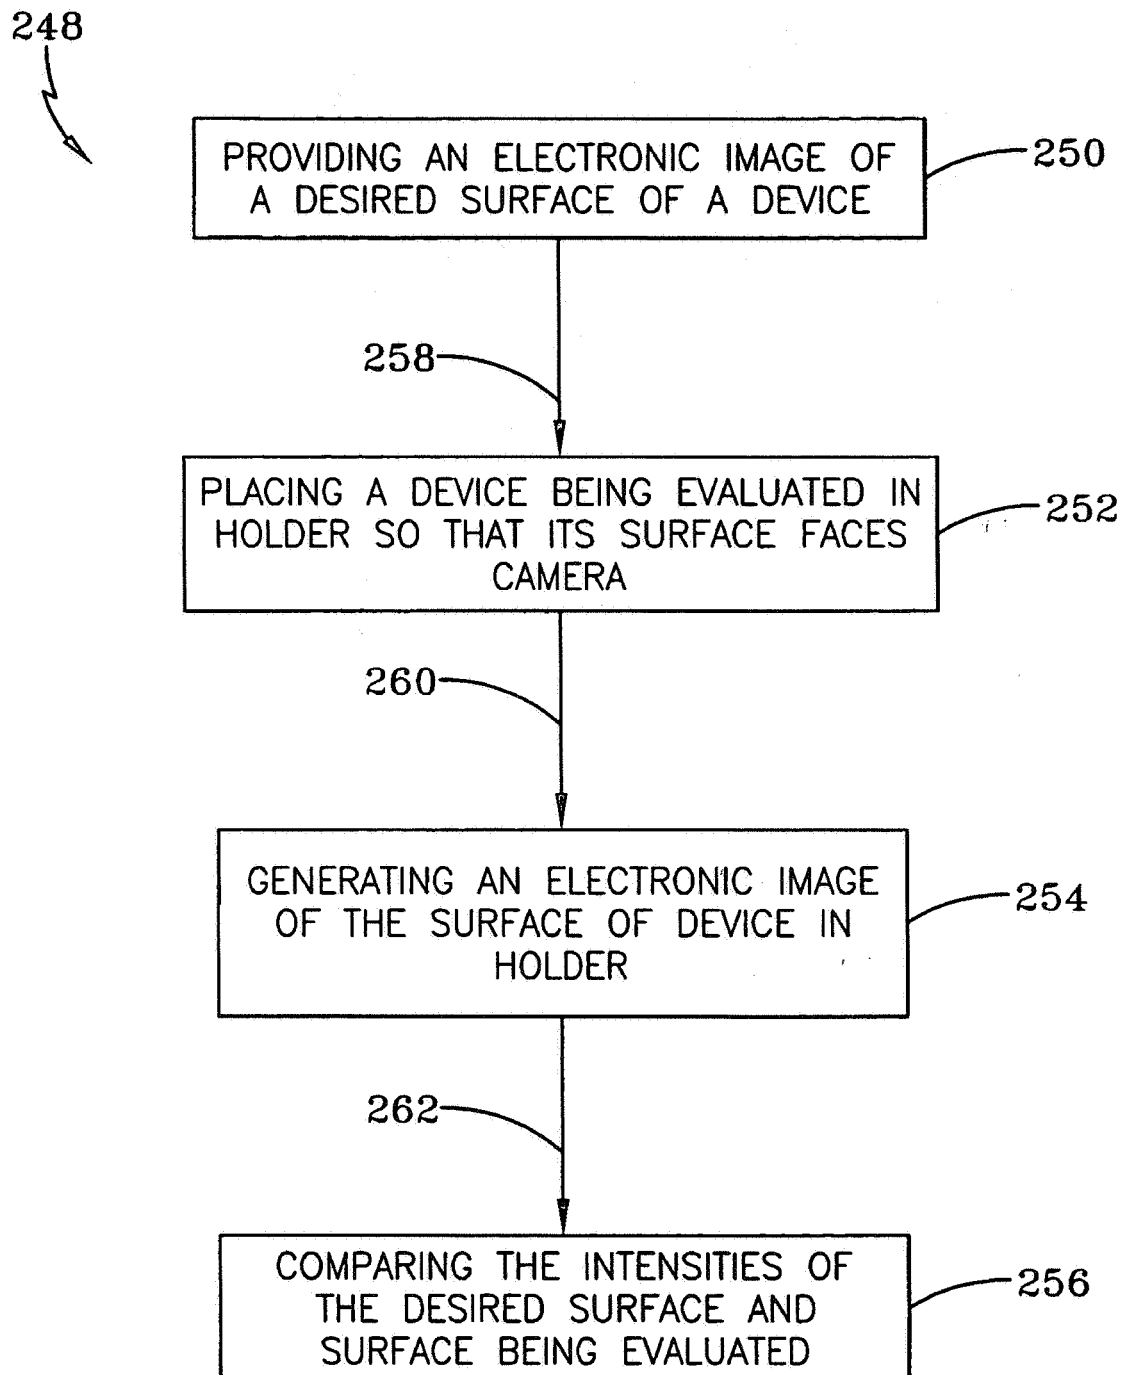 248
PROVIDING AN ELECTRONIC IMAGE OF
A DESIRED SURFACE OF A DEVICE
250
258
PLACING A DEVICE BEING EVALUATED IN
HOLDER SO THAT ITS SURFACE FACES
CAMERA
252
260
GENERATING AN ELECTRONIC IMAGE
OF THE SURFACE OF DEVICE IN
HOLDER
254
262
COMPARING THE INTENSITIES OF
THE DESIRED SURFACE AND
SURFACE BEING EVALUATED
256